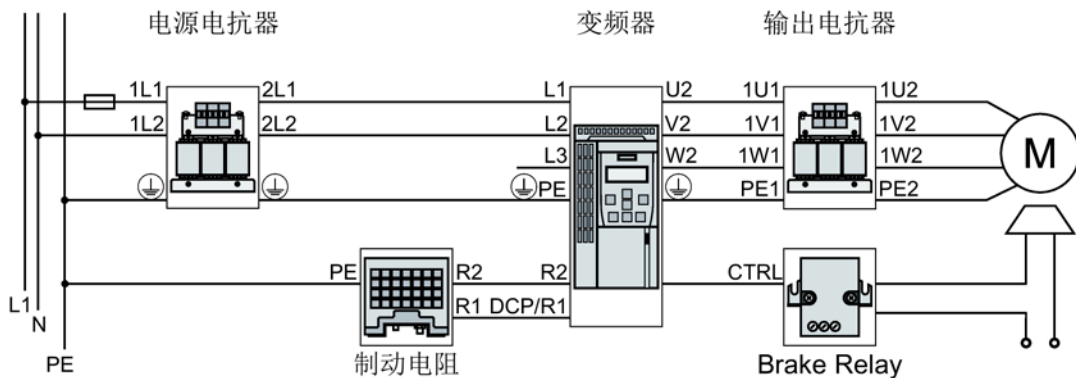 电源电抗器 变频器 输出电抗器
1L1 2L1 L1 U2 1U1 1U2
1L2 2L2 L2 V2 1V1 1V2
L3 W2 1W1 1W2 M
PE PE1 PE2
PE R2 R2 CTRL
L1 R1 DCP/R1
N
PE 制动电阻 Brake Relay